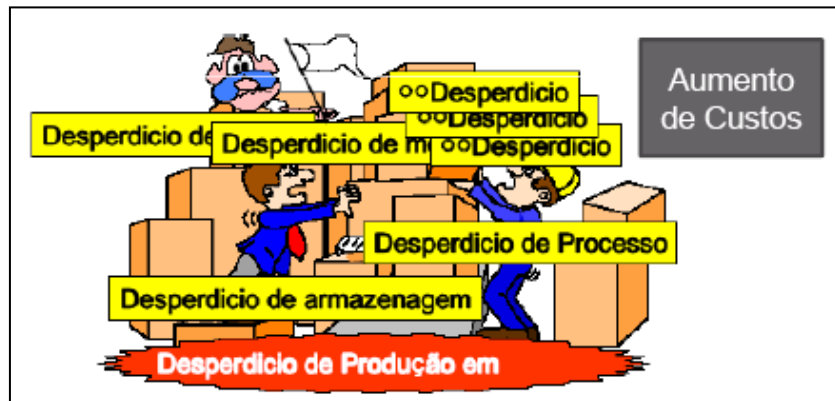 ○○Desperdicio
○○Desperdicio
Desperdicio de
Desperdicio de
○○Desperdicio
Desperdicio de Processo
Desperdicio de armazenagem
Desperdicio de Produção em
Aumento
de Custos